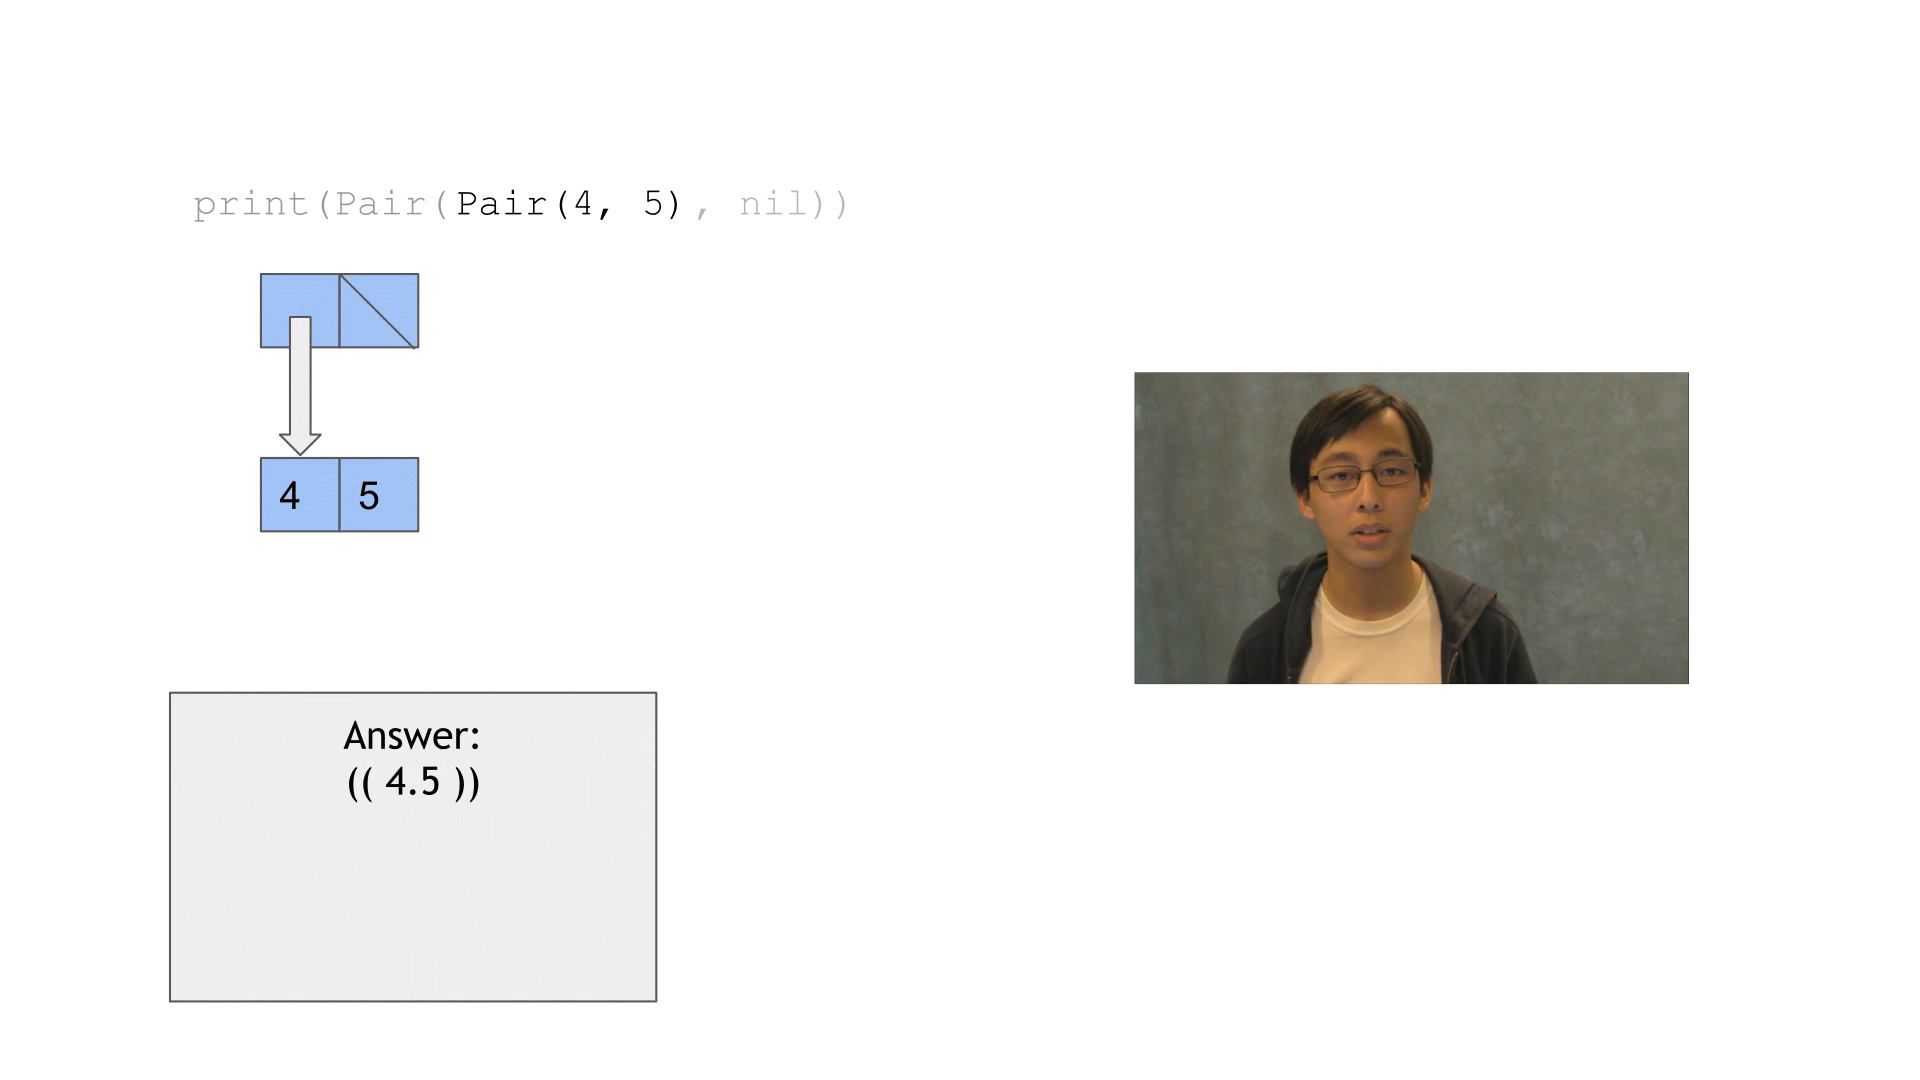 print(Pair(Pair(4, 5), nil))
4 5
Answer:
(( 4.5 ))